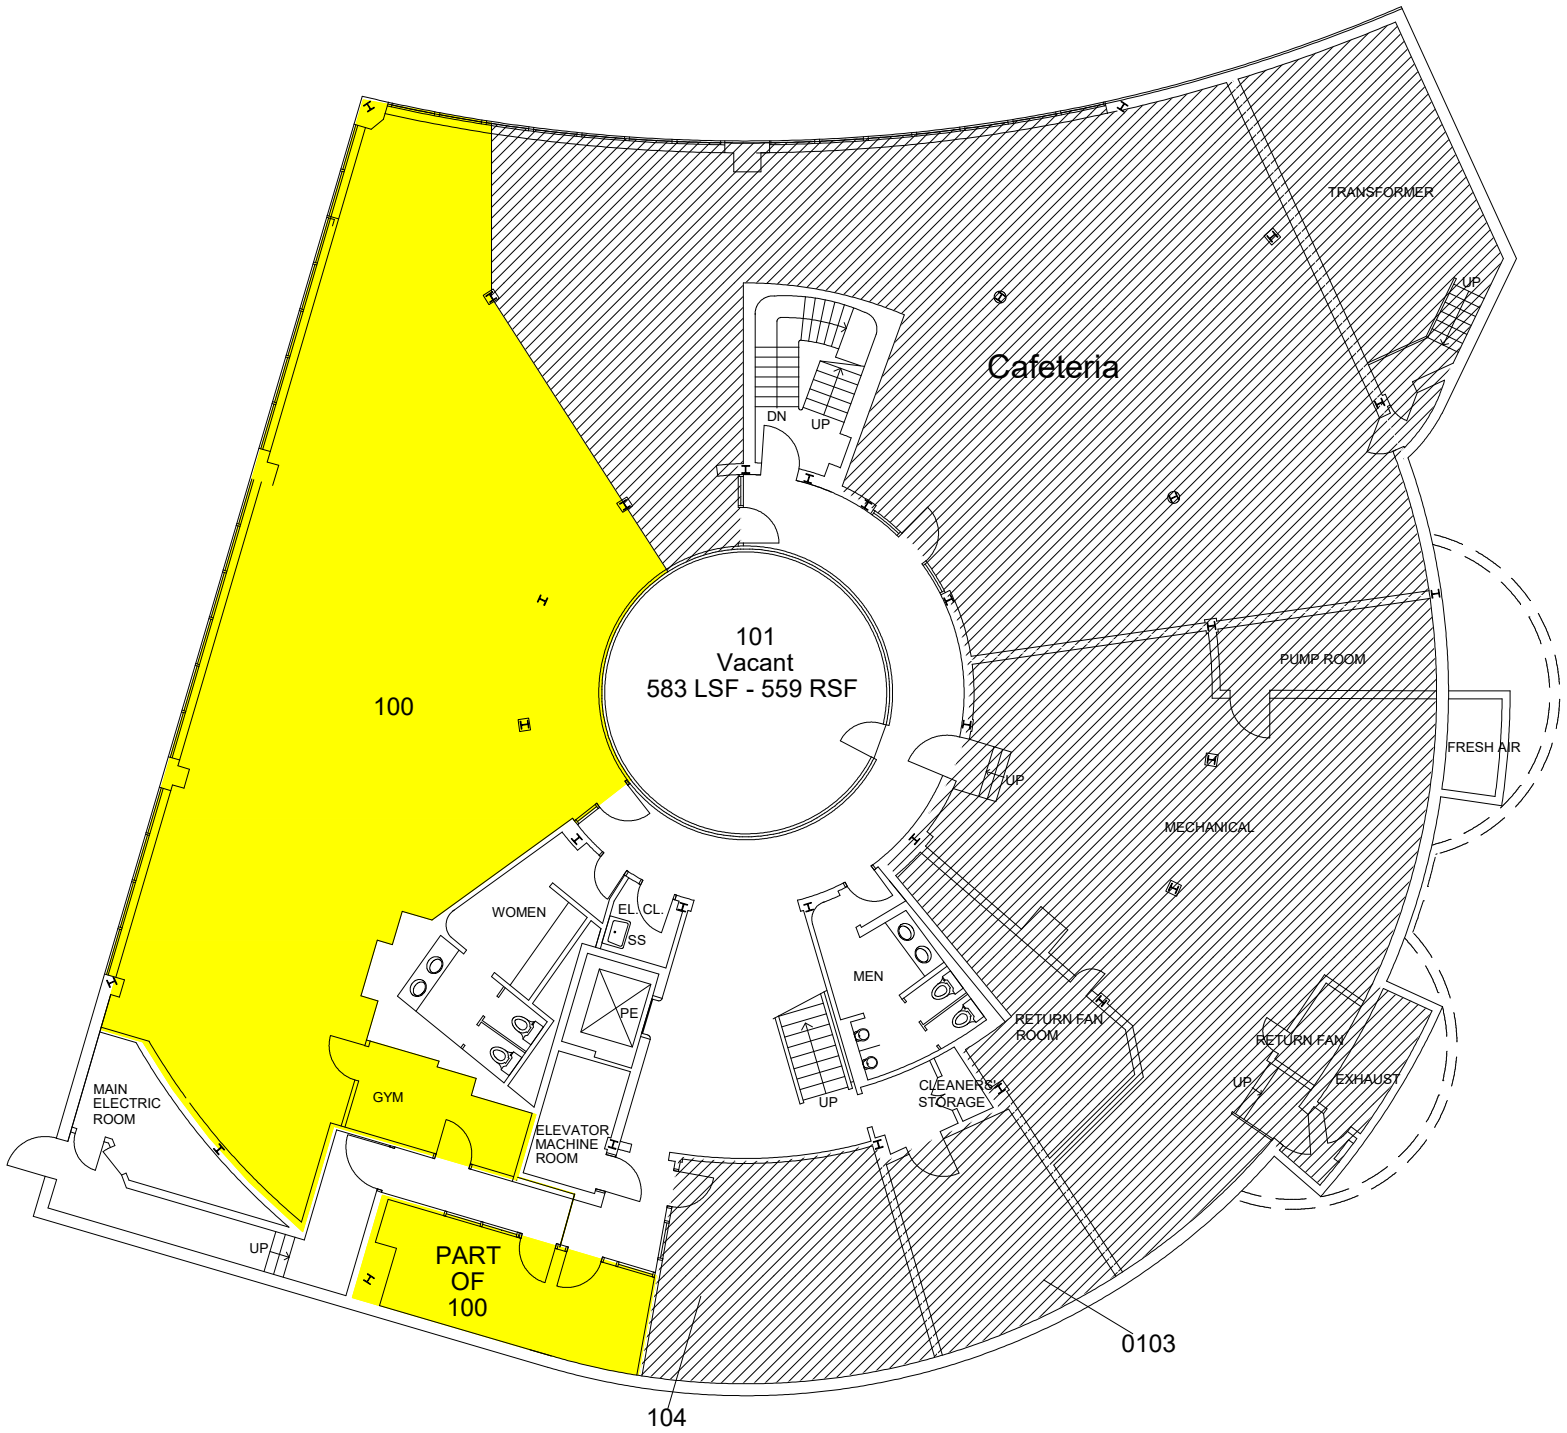 TRANSFORMER
UP
Cafeteria
DN
UP
101
Vacant
583 LSF - 559 RSF
PUMP ROOM
100
FRESH AIR
UP
MECHANICAL
WOMEN
EL. CL.
SS
MEN
PE
RETURN FAN
ROOM
RETURN FAN
EXHAUST
UP
MAIN
ELECTRIC
ROOM
GYM
CLEANERS
STORAGE
UP
ELEVATOR
MACHINE
ROOM
UP
PART
OF
100
0103
104